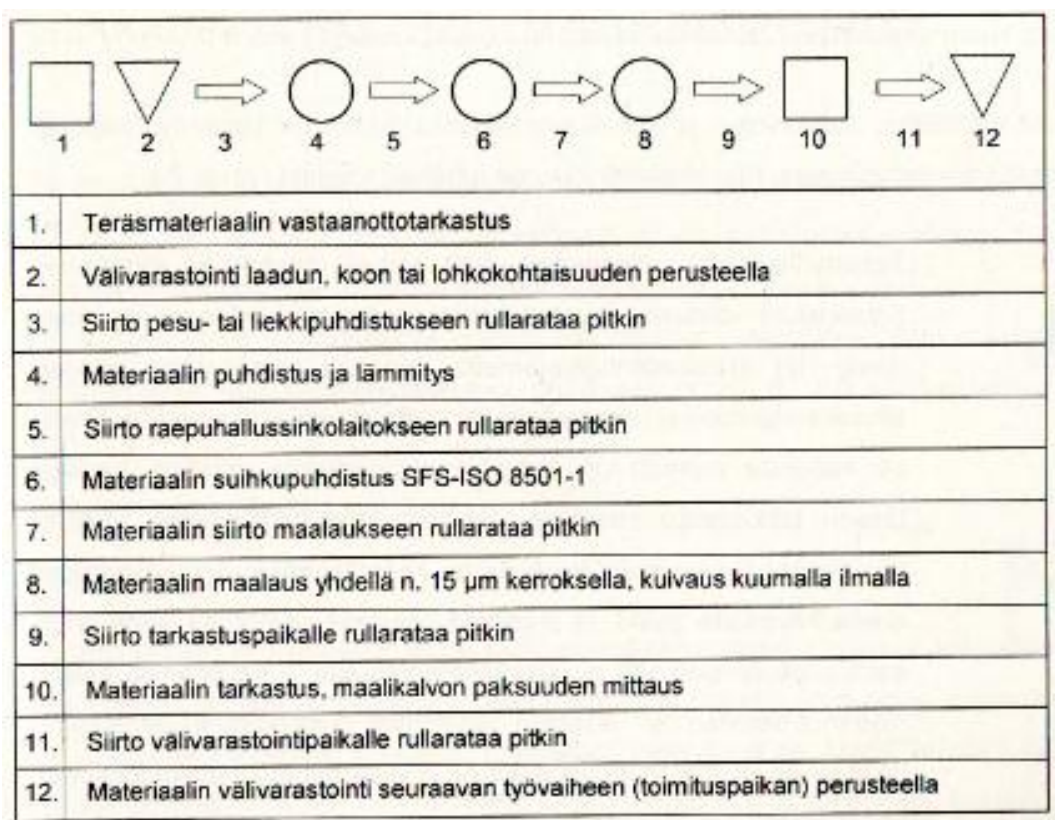 1 2 3 4 5 6 7 8 9 10 11 12
1. Teräsmateriaalin vastaanottotarkastus
2. Välivarastointi laadun, koon tai lohkokohtaisuuden perusteella
3. Siirto pesu- tai liekkipuhdistukseen rullarataa pitkin
4. Materiaalin puhdistus ja lämmitys
5. Siirto raepuhallussinkolaitokseen rullarataa pitkin
6. Materiaalin suihkupuhdistus SFS-ISO 8501-1
7. Materiaalin siirto maalaukseen rullarataa pitkin
8. Materiaalin maalaus yhdellä n. 15 µm kerroksella, kuivaus kuumalla ilmalla
9. Siirto tarkastuspaikalle rullarataa pitkin
10. Materiaalin tarkastus, maalikalvon paksuuden mittaus
11. Siirto välivarastointipaikalle rullarataa pitkin
12. Materiaalin välivarastointi seuraavan työvaiheen (toimituspaikan) perusteella